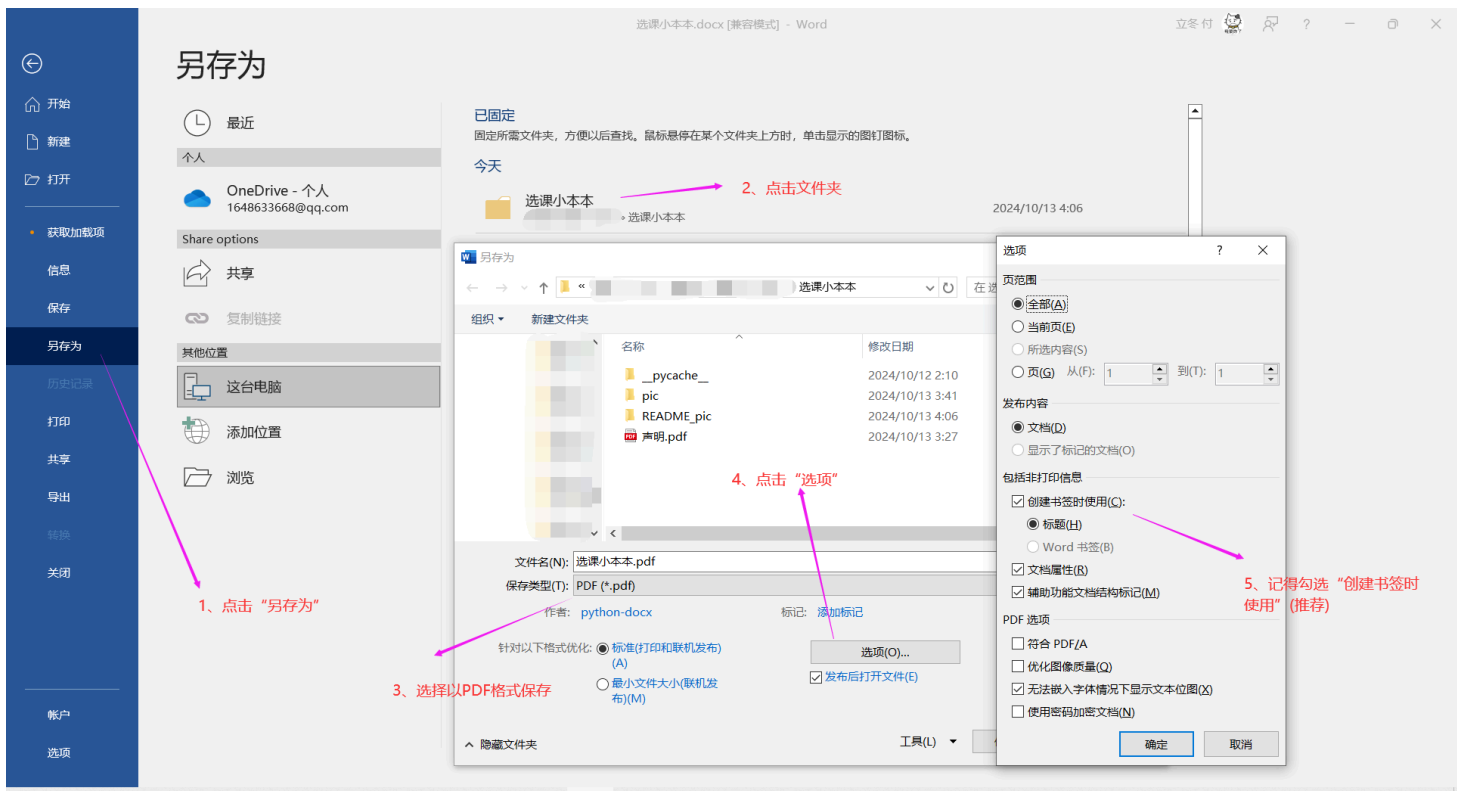 选课小本本.docx [兼容模式] - Word
立冬 付
?
另存为
开始
新建
打开
获取加载项
信息
保存
另存为
历史记录
打印
共享
导出
转换
关闭
帐户
选项
最近
个人
OneDrive - 个人
1648633668@qq.com
Share options
共享
复制链接
其他位置
这台电脑
添加位置
浏览
已固定
固定所需文件夹，方便以后查找。鼠标悬停在某个文件夹上方时，单击显示的图钉图标。
今天
选课小本本
» 选课小本本
2024/10/13 4:06
2、点击文件夹
另存为
« 选课小本本
在 选
组织
新建文件夹
名称
修改日期
__pycache__
2024/10/12 2:10
pic
2024/10/13 3:41
README_pic
2024/10/13 4:06
声明.pdf
2024/10/13 3:27
4、点击“选项”
文件名(N): 选课小本本.pdf
保存类型(T): PDF (*.pdf)
作者: python-docx
标记: 添加标记
针对以下格式优化: 标准(打印和联机发布)
(A)
最小文件大小(联机发
布)(M)
选项(O)...
发布后打开文件(E)
隐藏文件夹
工具(L)
1、点击“另存为”
3、选择以PDF格式保存
选项
?
页范围
全部(A)
当前页(E)
所选内容(S)
页(G) 从(F): 1 到(T): 1
发布内容
文档(D)
显示了标记的文档(O)
包括非打印信息
创建书签时使用(C):
标题(H)
Word 书签(B)
文档属性(R)
辅助功能文档结构标记(M)
PDF 选项
符合 PDF/A
优化图像质量(Q)
无法嵌入字体情况下显示文本位图(X)
使用密码加密文档(N)
确定
取消
5、记得勾选“创建书签时
使用”(推荐)